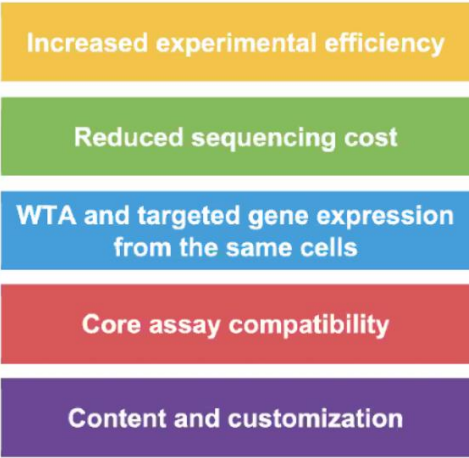 Increased experimental efficiency
Reduced sequencing cost
WTA and targeted gene expression
from the same cells
Core assay compatibility
Content and customization